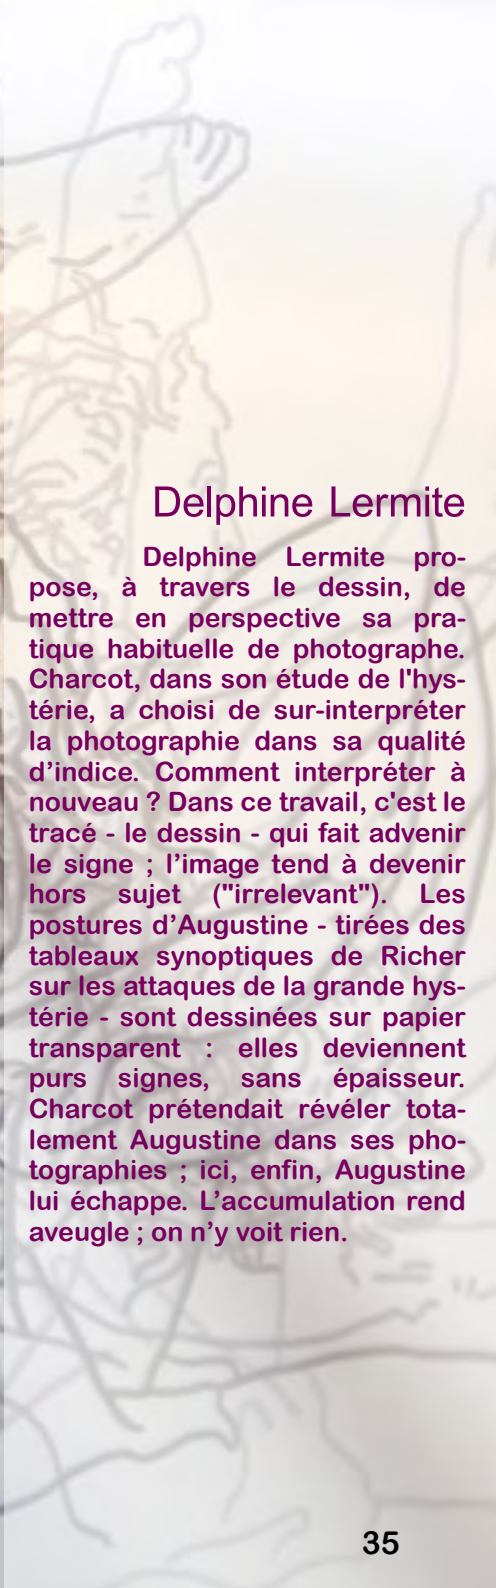 Delphine Lermite
Delphine Lermite pro-
pose, à travers le dessin, de
mettre en perspective sa pra-
tique habituelle de photographe.
Charcot, dans son étude de l'hys-
térie, a choisi de sur-interpréter
la photographie dans sa qualité
d’indice. Comment interpréter à
nouveau ? Dans ce travail, c'est le
tracé - le dessin - qui fait advenir
le signe ; l’image tend à devenir
hors sujet ("irrelevant"). Les
postures d’Augustine - tirées des
tableaux synoptiques de Richer
sur les attaques de la grande hys-
térie - sont dessinées sur papier
transparent : elles deviennent
purs signes, sans épaisseur.
Charcot prétendait révéler tota-
lement Augustine dans ses pho-
tographies ; ici, enfin, Augustine
lui échappe. L’accumulation rend
aveugle ; on n’y voit rien.
35